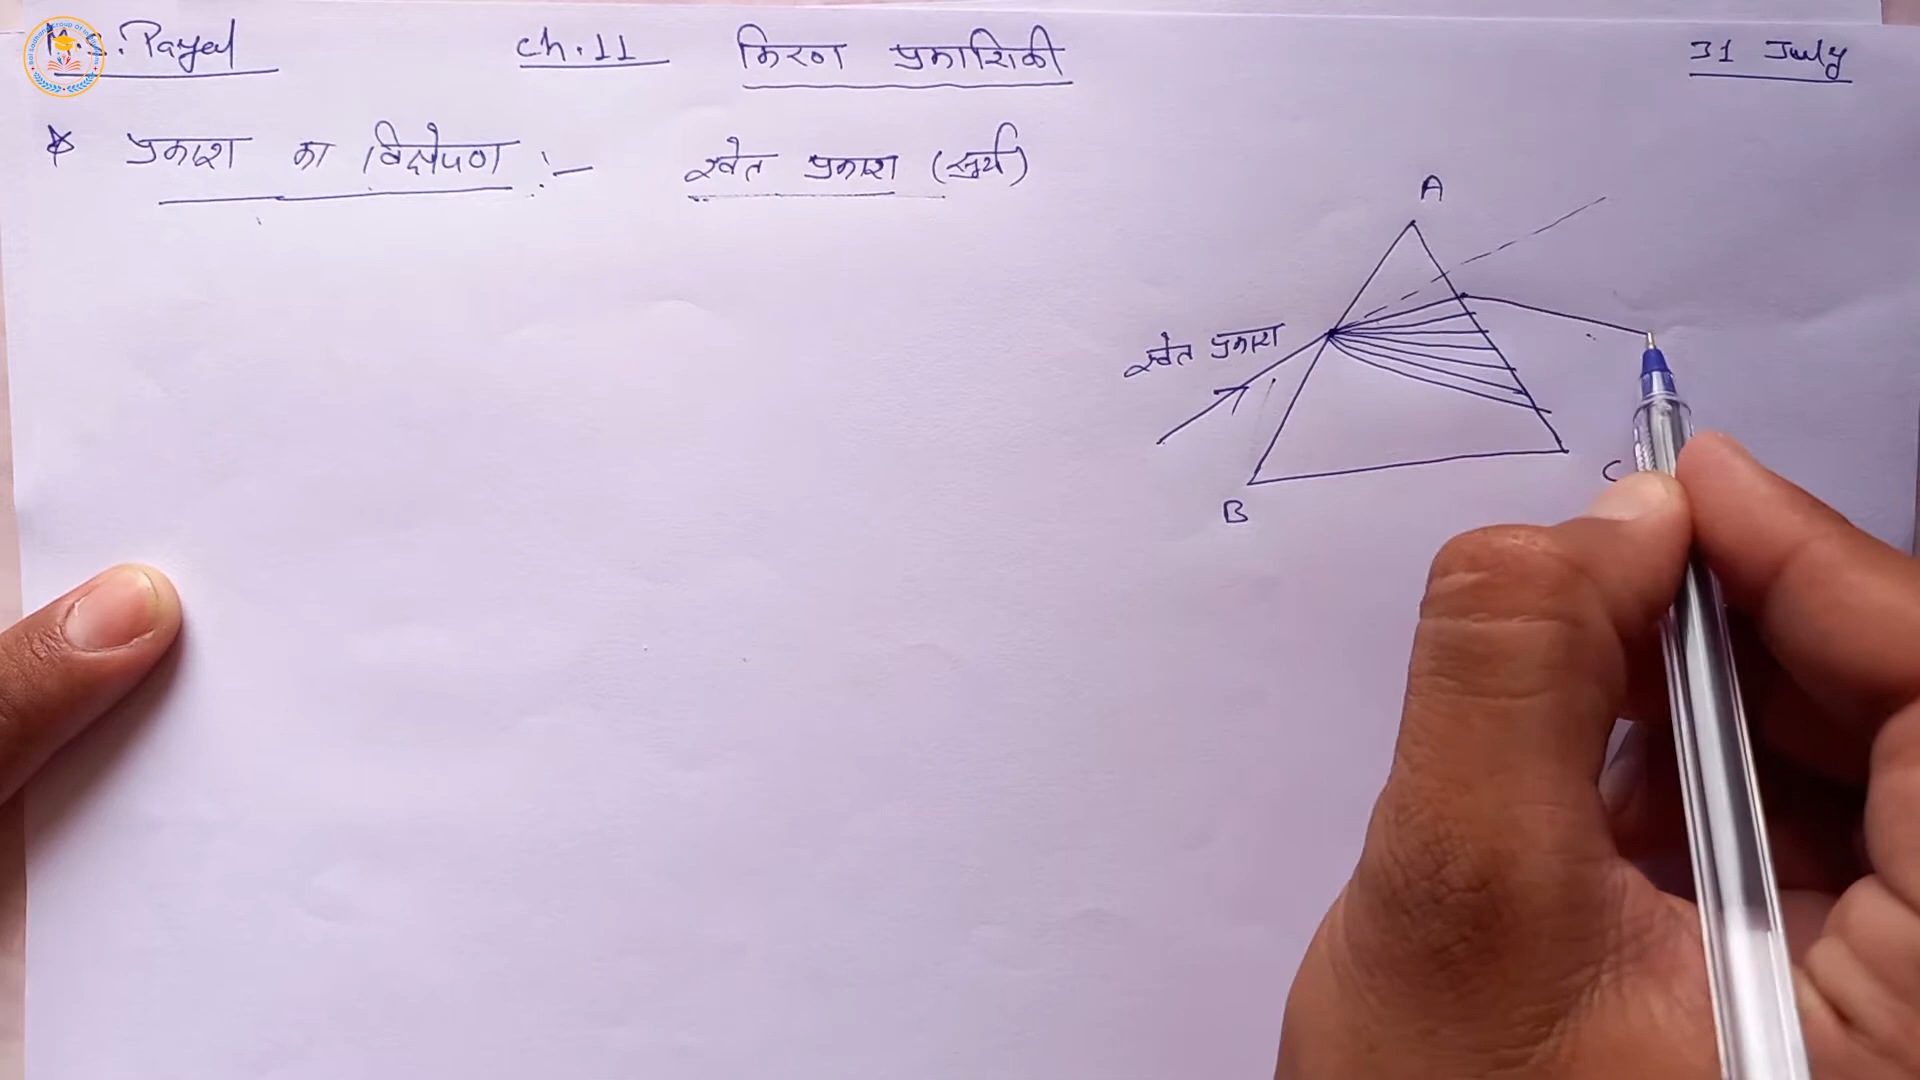 M.S. Payal ch. 11 किरण प्रकाशिकी 31 July
* प्रकाश का विक्षेपण :- श्वेत प्रकाश (सूर्य)
A
श्वेत प्रकाश
B C